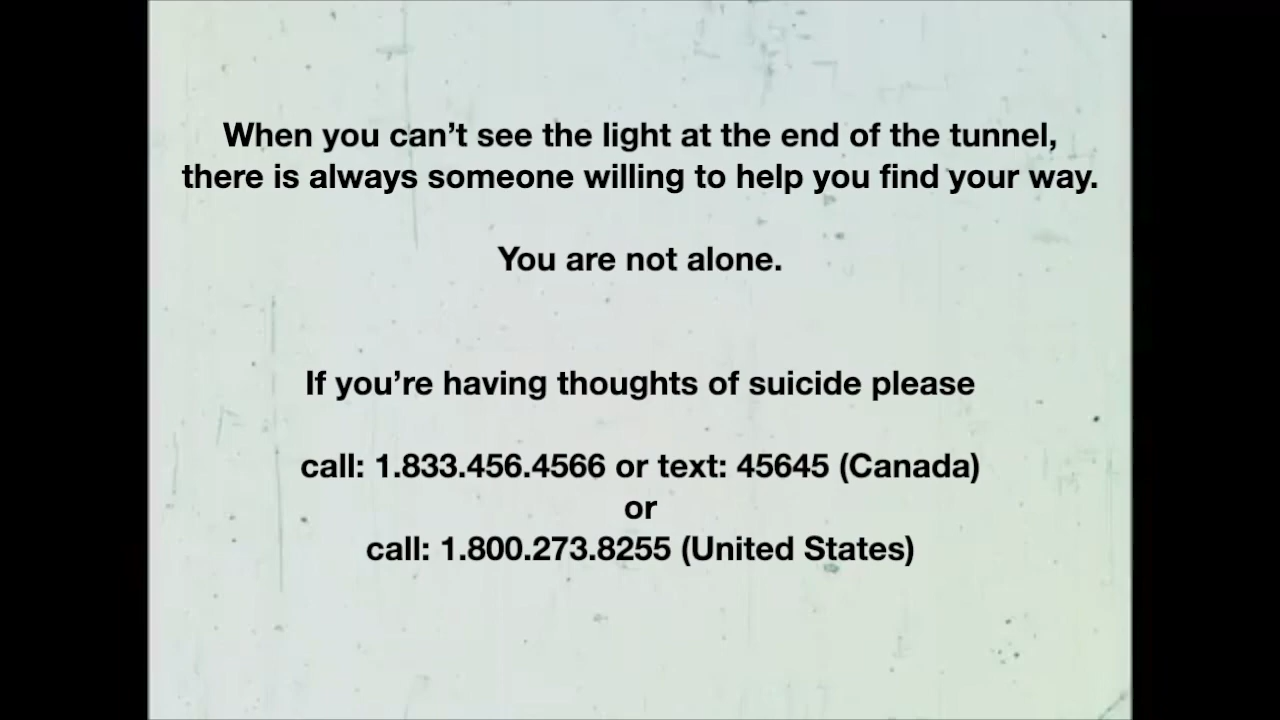 When you can’t see the light at the end of the tunnel,
there is always someone willing to help you find your way.
You are not alone.
If you’re having thoughts of suicide please
call: 1.833.456.4566 or text: 45645 (Canada)
or
call: 1.800.273.8255 (United States)